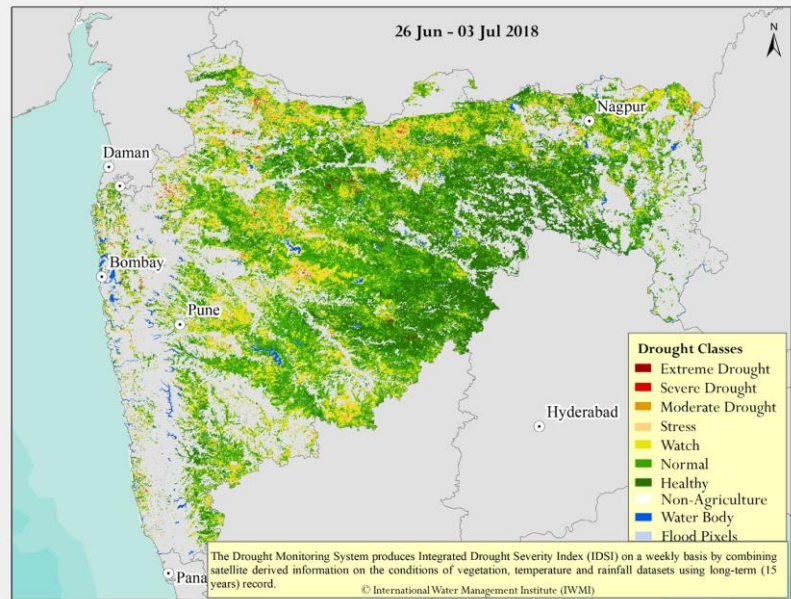 26 Jun - 03 Jul 2018
N
Nagpur
Daman
Bombay
Pune
Hyderabad
Drought Classes
Extreme Drought
Severe Drought
Moderate Drought
Stress
Watch
Normal
Healthy
Non-Agriculture
Water Body
Flood Pixels
Pana
The Drought Monitoring System produces Integrated Drought Severity Index (IDSI) on a weekly basis by combining
satellite derived information on the conditions of vegetation, temperature and rainfall datasets using long-term (15
years) record.
© International Water Management Institute (IWMI)